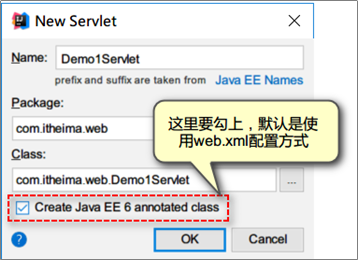 New Servlet
Name: Demo1Servlet
prefix and suffix are taken from Java EE Names
Package:
com.itheima.web
这里要勾上，默认是使
用web.xml配置方式
Class:
com.itheima.web.Demo1Servlet ...
Create Java EE 6 annotated class
? OK Cancel